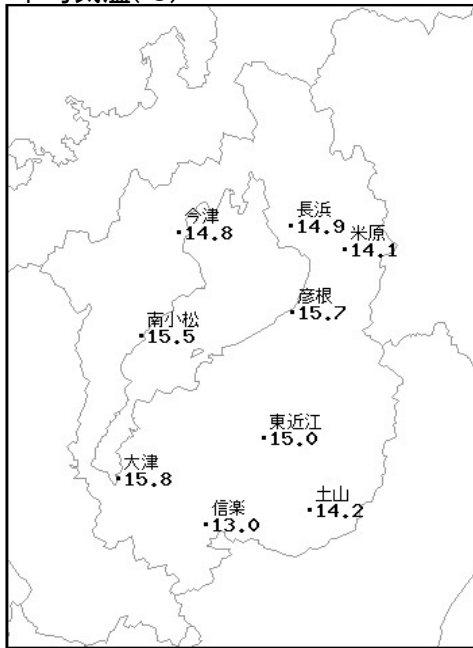 平均気温(℃)
長浜
14.9
今津
14.8
米原
14.1
彦根
15.7
南小松
15.5
東近江
15.0
大津
15.8
土山
14.2
信楽
13.0